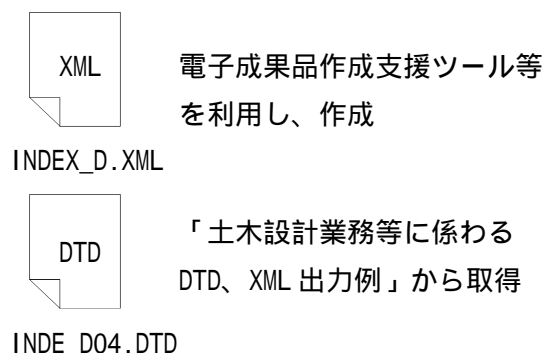 XML
電子成果品作成支援ツール等
を利用し、作成
INDEX_D.XML
DTD
「土木設計業務等に係わる
DTD、XML 出力例」から取得
INDE_D04.DTD